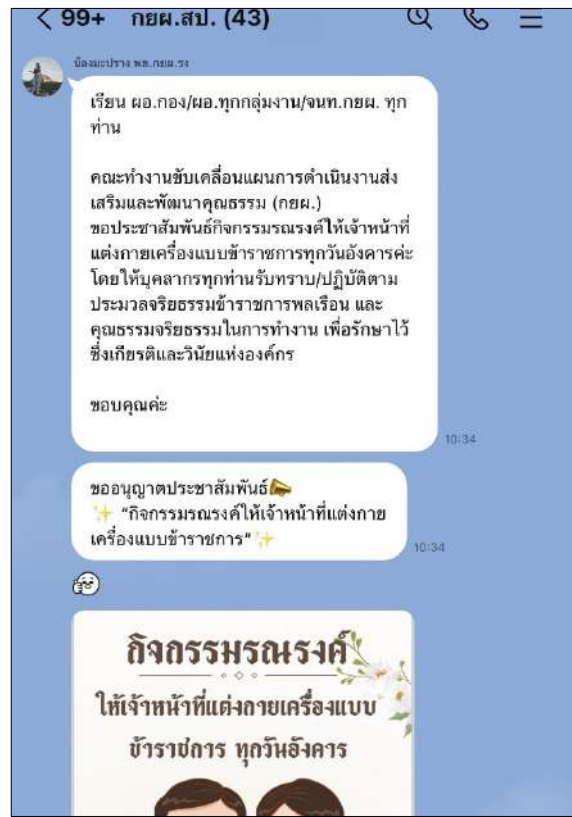 99+ กยผ.สป. (43)
น้องมะปราง พย.กยผ.รง
เรียน ผอ.กอง/ผอ.ทุกกลุ่มงาน/จนท.กยผ. ทุก
ท่าน
คณะทำงานขับเคลื่อนแผนการดำเนินงานส่ง
เสริมและพัฒนาคุณธรรม (กยผ.)
ขอประชาสัมพันธ์กิจกรรมรณรงค์ให้เจ้าหน้าที่
แต่งกายเครื่องแบบข้าราชการทุกวันอังคารค่ะ
โดยให้บุคลากรทุกท่านรับทราบ/ปฏิบัติตาม
ประมวลจริยธรรมข้าราชการพลเรือน และ
คุณธรรมจริยธรรมในการทำงาน เพื่อรักษาไว้
ซึ่งเกียรติและวินัยแห่งองค์กร
ขอบคุณค่ะ
10:34
ขออนุญาตประชาสัมพันธ์
"กิจกรรมรณรงค์ให้เจ้าหน้าที่แต่งกาย
เครื่องแบบข้าราชการ"
10:34
กิจกรรมรณรงค์
ให้เจ้าหน้าที่แต่งกายเครื่องแบบ
ข้าราชการ ทุกวันอังคาร